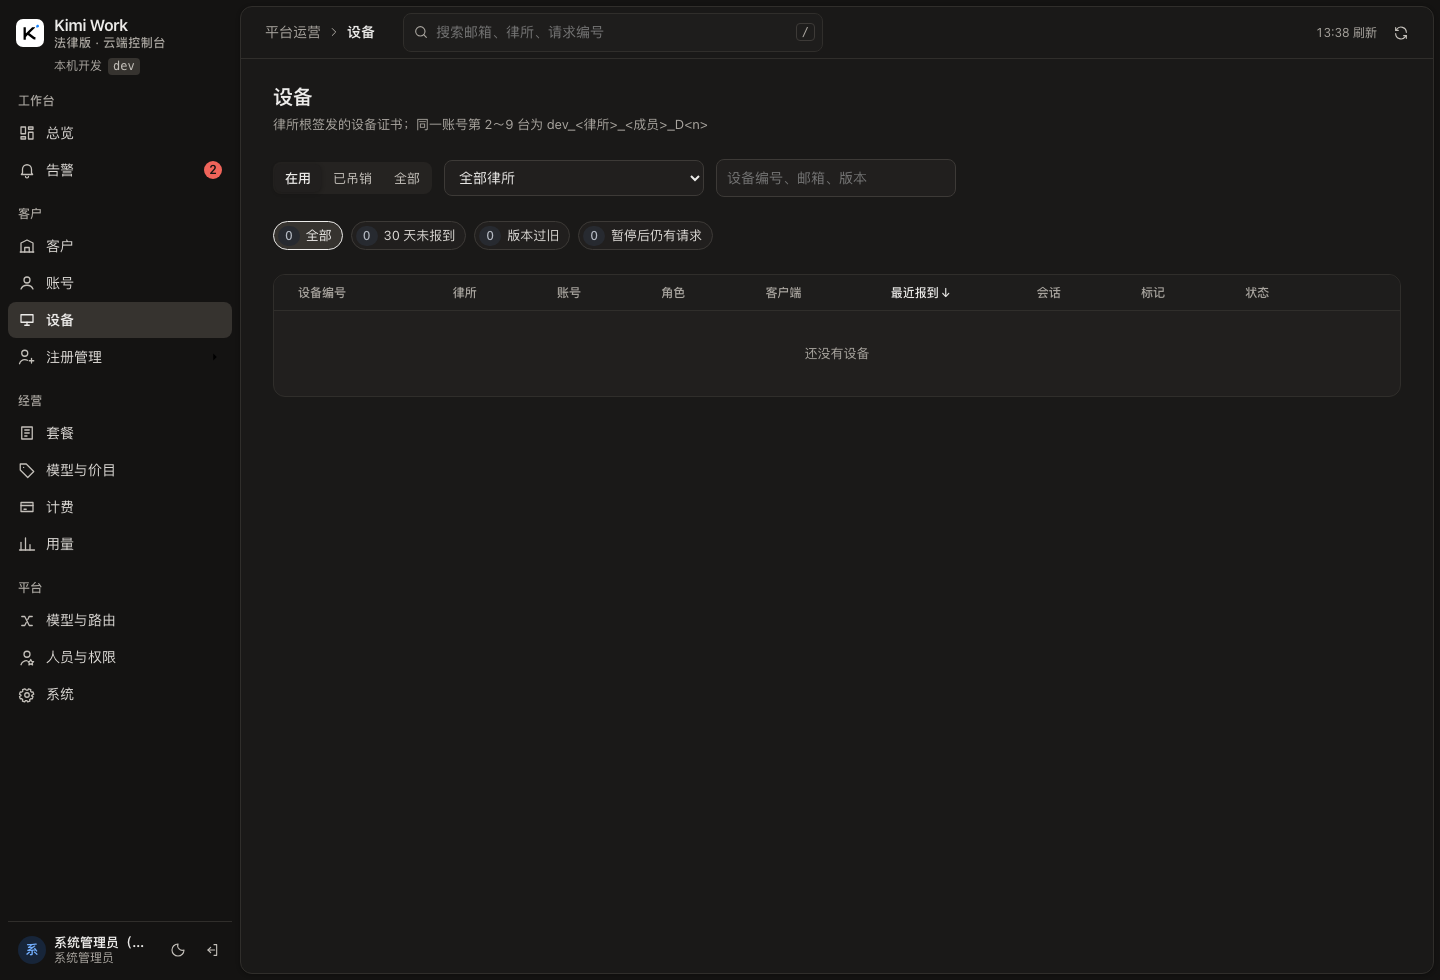 Kimi Work
法律版 · 云端控制台
本机开发 dev
工作台
总览
告警 2
客户
客户
账号
设备
注册管理
经营
套餐
模型与价目
计费
用量
平台
模型与路由
人员与权限
系统
系 系统管理员（...
系统管理员
平台运营 > 设备 搜索邮箱、律所、请求编号 / 13:38 刷新
设备
律所根签发的设备证书；同一账号第 2～9 台为 dev_<律所>_<成员>_D<n>
在用 已吊销 全部 全部律所 设备编号、邮箱、版本
0 全部 0 30 天未报到 0 版本过旧 0 暂停后仍有请求
设备编号 律所 账号 角色 客户端 最近报到↓ 会话 标记 状态
还没有设备